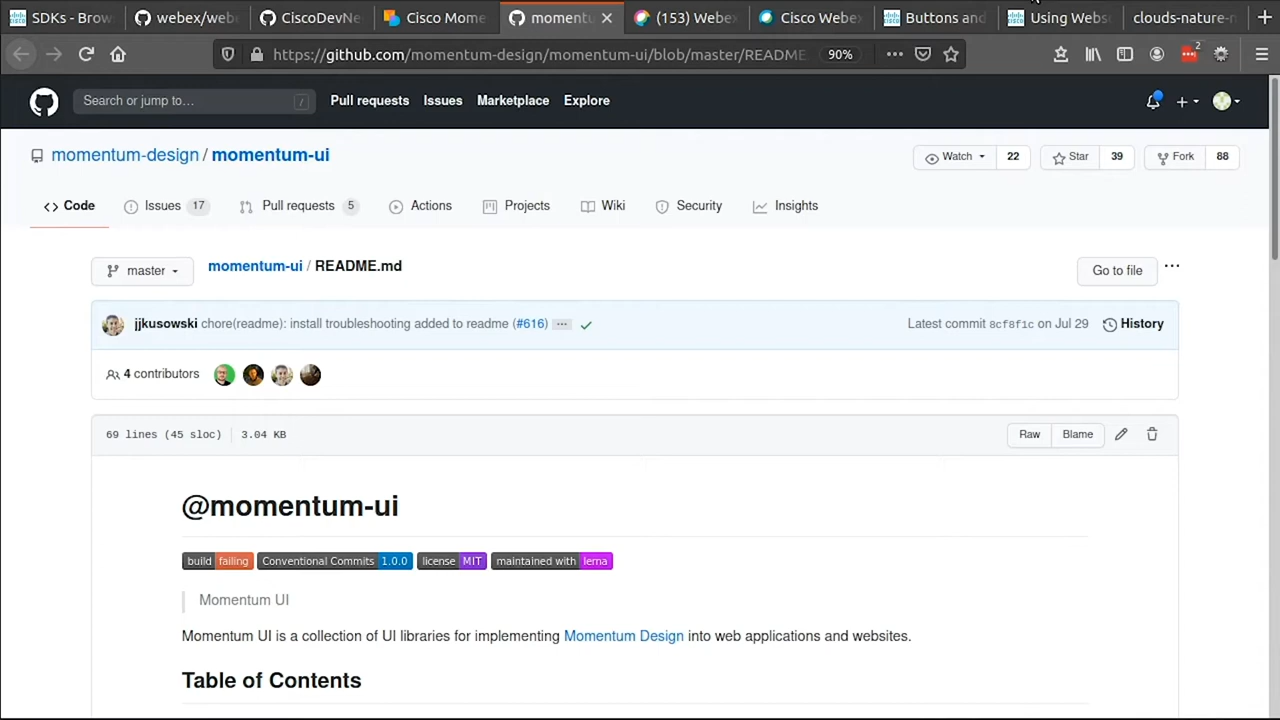 SDKs - Brow webex/web CiscoDevNe Cisco Mome momentu (153) Webex Cisco Webex Buttons and Using Webs clouds-nature-r
https://github.com/momentum-design/momentum-ui/blob/master/README 90% 2
Search or jump to… / Pull requests Issues Marketplace Explore
momentum-design / momentum-ui Watch 22 Star 39 Fork 88
Code Issues 17 Pull requests 5 Actions Projects Wiki Security Insights
master momentum-ui / README.md Go to file
jjkusowski chore(readme): install troubleshooting added to readme (#616) Latest commit 8cf8f1c on Jul 29 History
4 contributors
69 lines (45 sloc) 3.04 KB Raw Blame
@momentum-ui
build failing Conventional Commits 1.0.0 license MIT maintained with lerna
Momentum UI
Momentum UI is a collection of UI libraries for implementing Momentum Design into web applications and websites.
Table of Contents